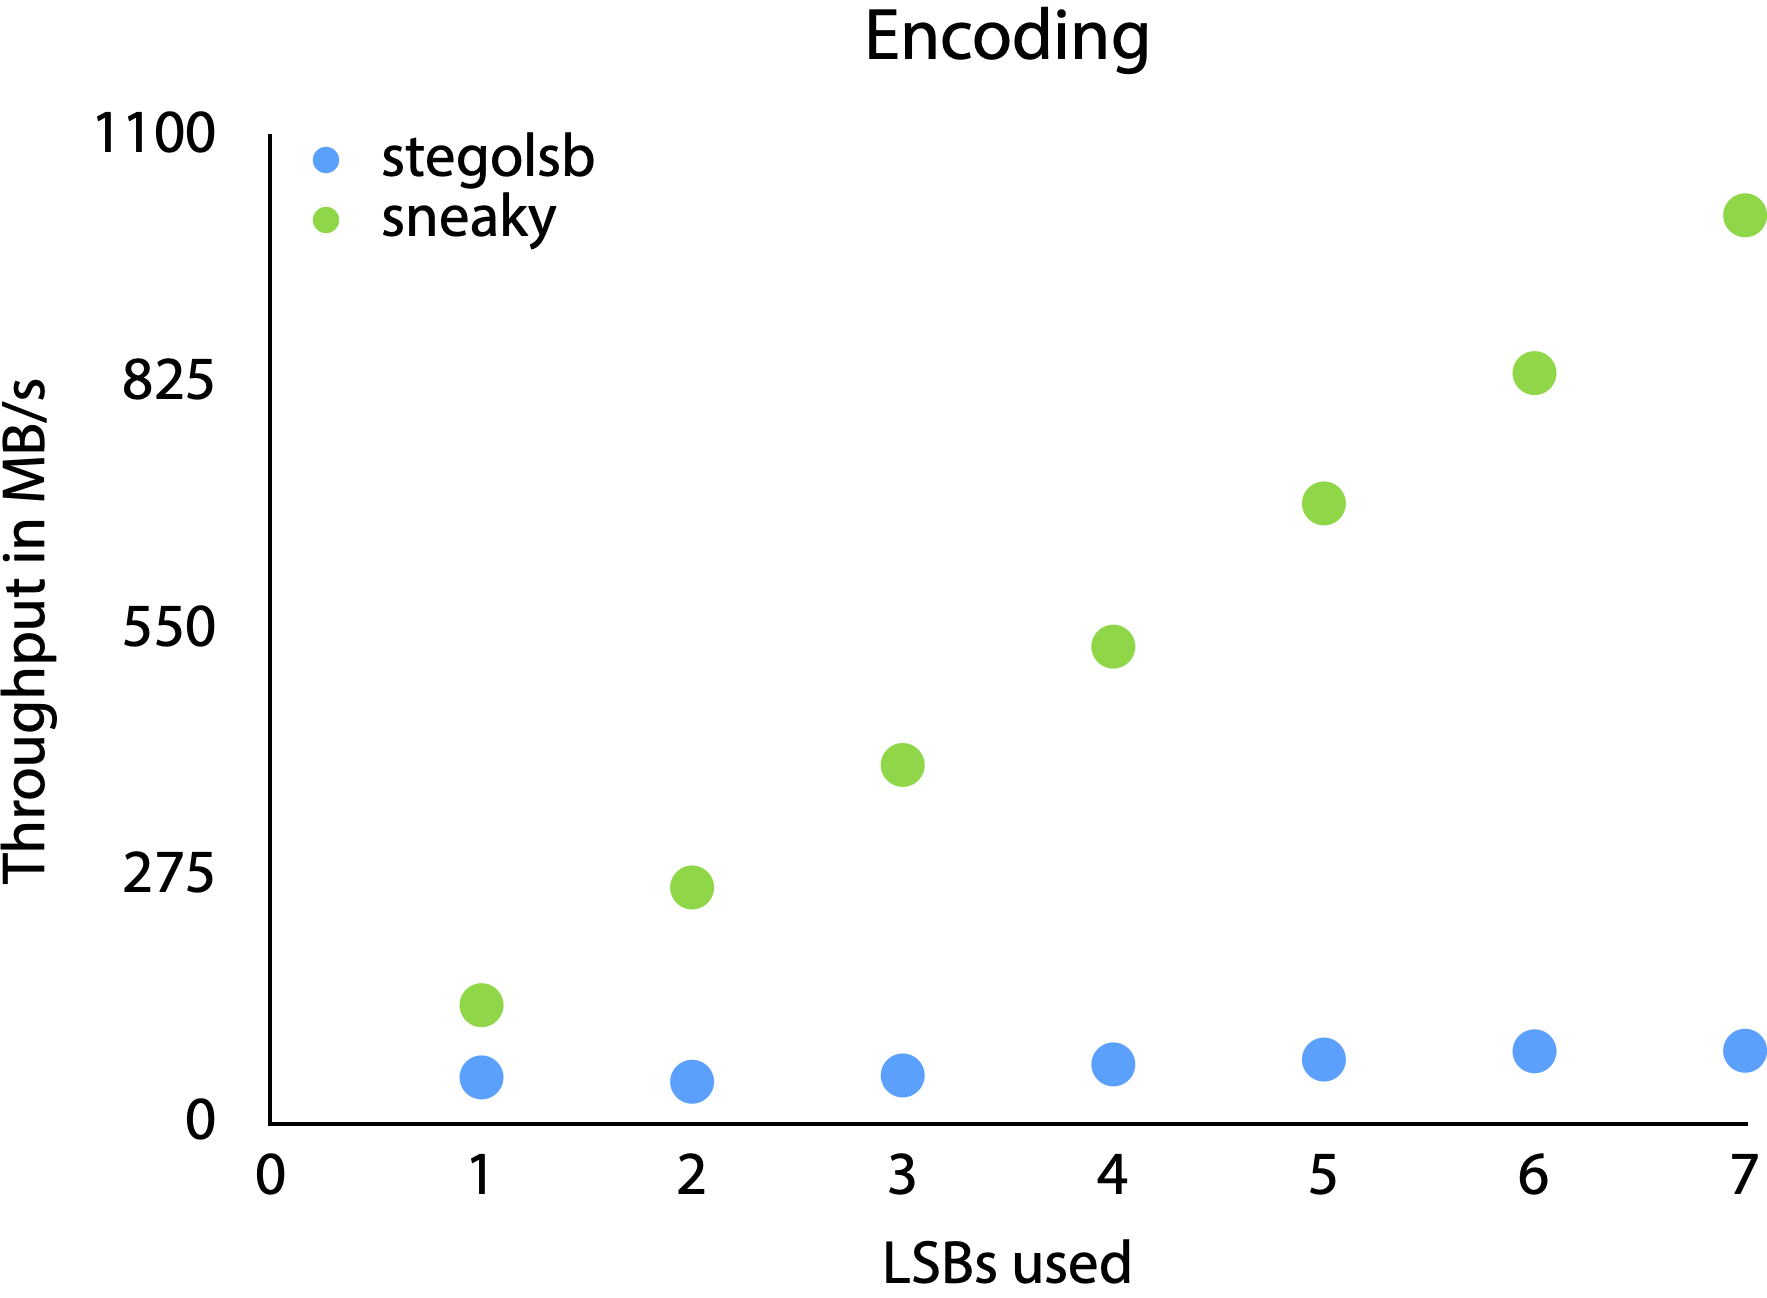 Encoding
1100
stegolsb
sneaky
825
550
275
0
Throughput in MB/s
0 1 2 3 4 5 6 7
LSBs used